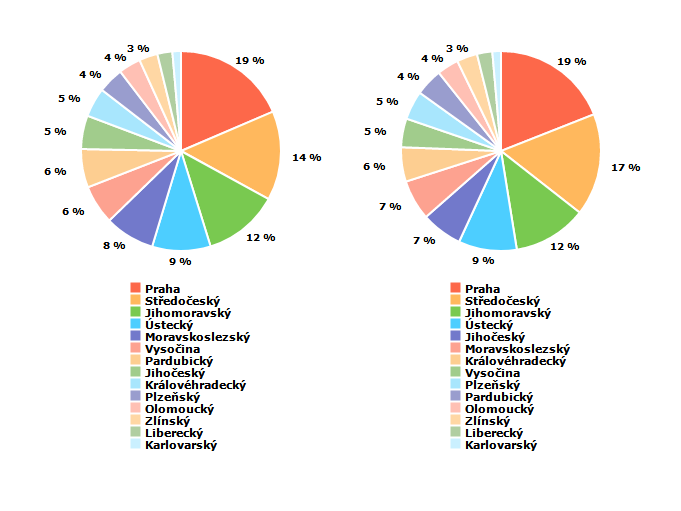 3 %
4 %
4 %
5 %
5 %
6 %
6 %
8 %
9 %
12 %
14 %
19 %
Praha
Středočeský
Jihomoravský
Ústecký
Moravskoslezský
Vysočina
Pardubický
Jihočeský
Královéhradecký
Plzeňský
Olomoucký
Zlínský
Liberecký
Karlovarský
3 %
4 %
4 %
5 %
5 %
6 %
7 %
7 %
9 %
12 %
17 %
19 %
Praha
Středočeský
Jihomoravský
Ústecký
Jihočeský
Moravskoslezský
Královéhradecký
Vysočina
Plzeňský
Pardubický
Olomoucký
Zlínský
Liberecký
Karlovarský